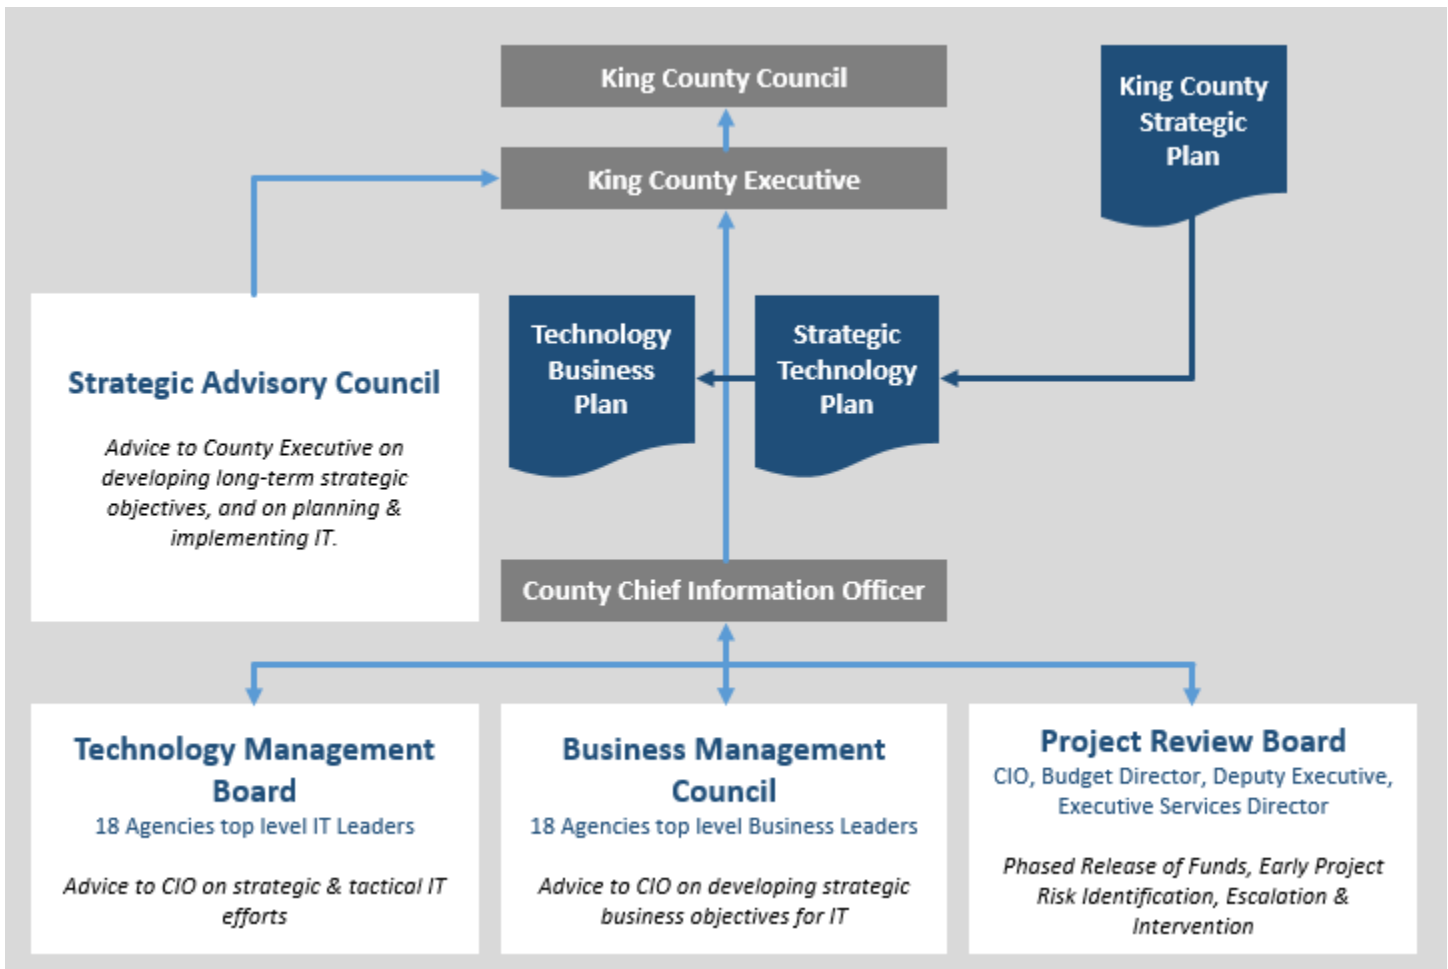 King County Council
King County
Strategic
Plan
King County Executive
Technology
Business
Plan
Strategic
Technology
Plan
Strategic Advisory Council
Advice to County Executive on
developing long-term strategic
objectives, and on planning &
implementing IT.
County Chief Information Officer
Technology Management
Board
18 Agencies top level IT Leaders
Advice to CIO on strategic & tactical IT
efforts
Business Management
Council
18 Agencies top level Business Leaders
Advice to CIO on developing strategic
business objectives for IT
Project Review Board
CIO, Budget Director, Deputy Executive,
Executive Services Director
Phased Release of Funds, Early Project
Risk Identification, Escalation &
Intervention